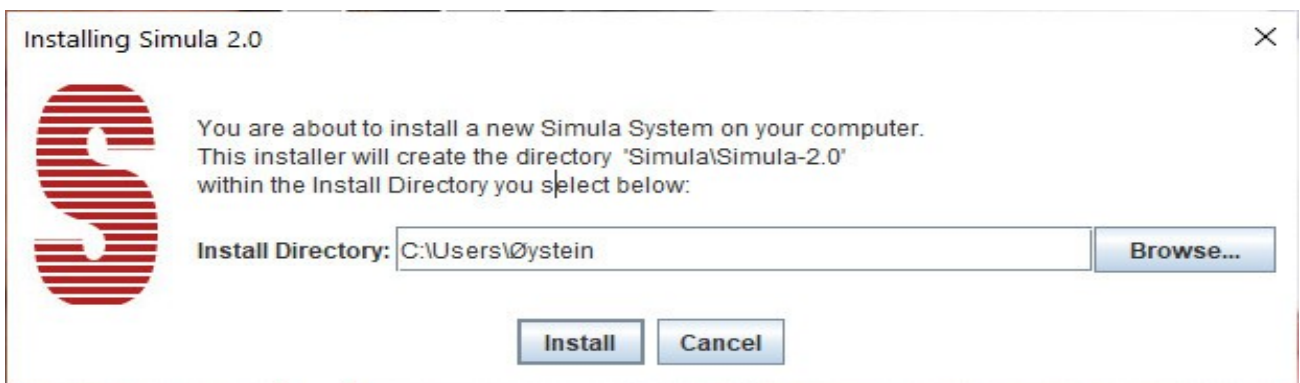 Installing Simula 2.0
You are about to install a new Simula System on your computer.
This installer will create the directory "Simula\Simula-2.0"
within the Install Directory you select below:
Install Directory: C:\Users\Øystein Browse...
Install Cancel